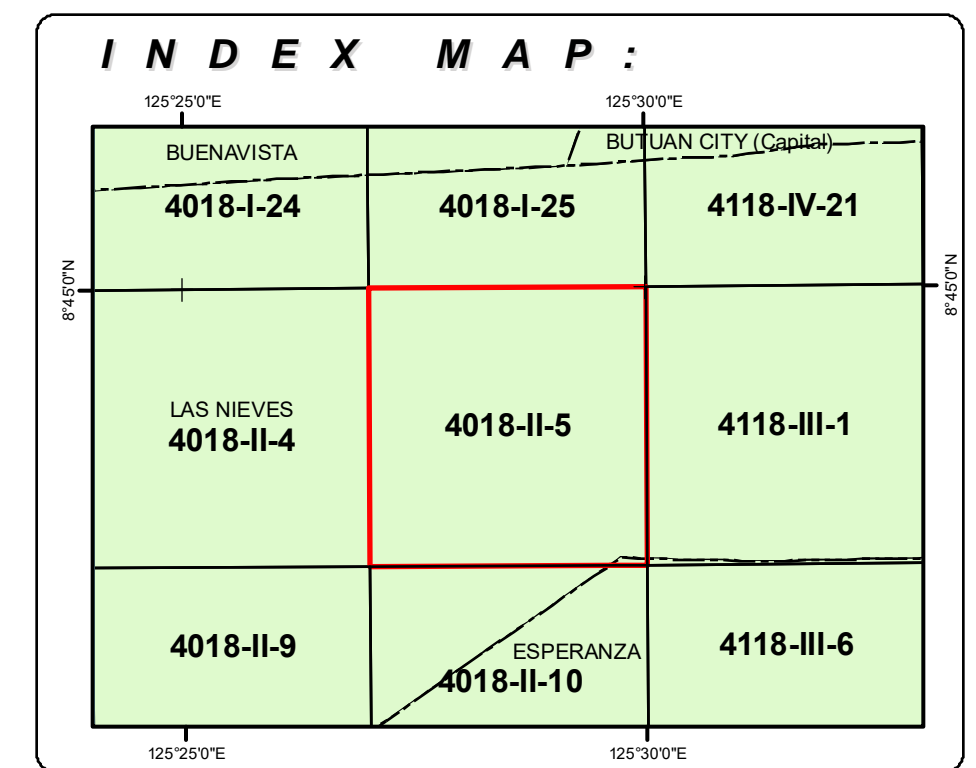 INDEX MAP:
125°25'0"E 125°30'0"E
BUENAVISTA BUTUAN CITY (Capital)
4018-I-24 4018-I-25 4118-IV-21
8°45'0"N 8°45'0"N
LAS NIEVES
4018-II-4 4018-II-5 4118-III-1
4018-II-9 ESPERANZA 4118-III-6
4018-II-10
125°25'0"E 125°30'0"E